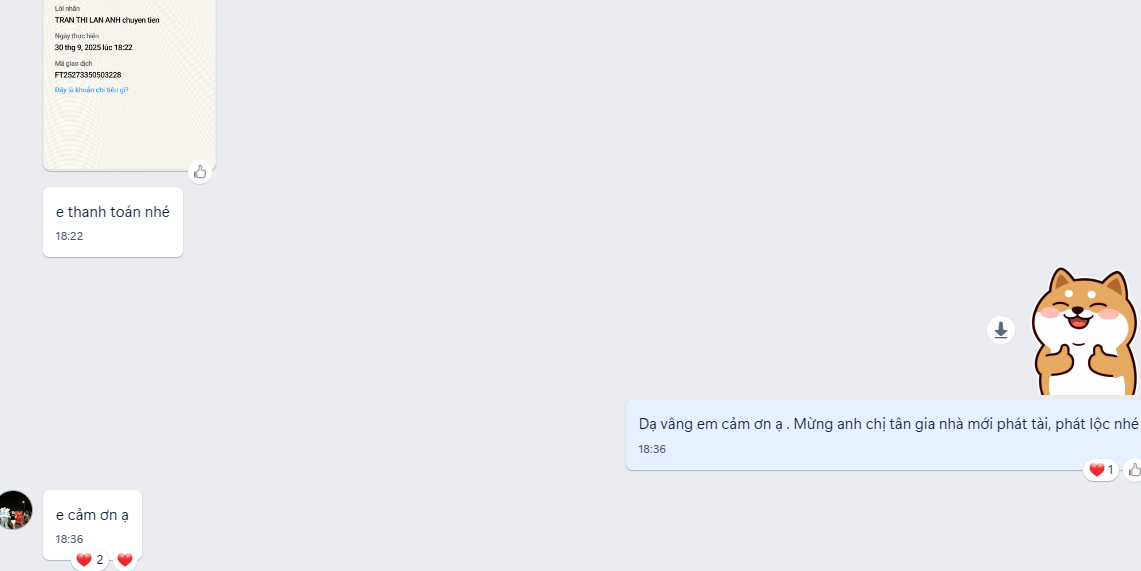 Lời nhắn
TRAN THI LAN ANH chuyen tien
Ngày thực hiện
30 thg 9, 2025 lúc 18:22
Mã giao dịch
FT25273350503228
Đây là khoản chi tiêu gì?
e thanh toán nhé
18:22
Dạ vâng em cảm ơn ạ . Mừng anh chị tân gia nhà mới phát tài, phát lộc nhé
18:36
1
e cảm ơn ạ
18:36
2